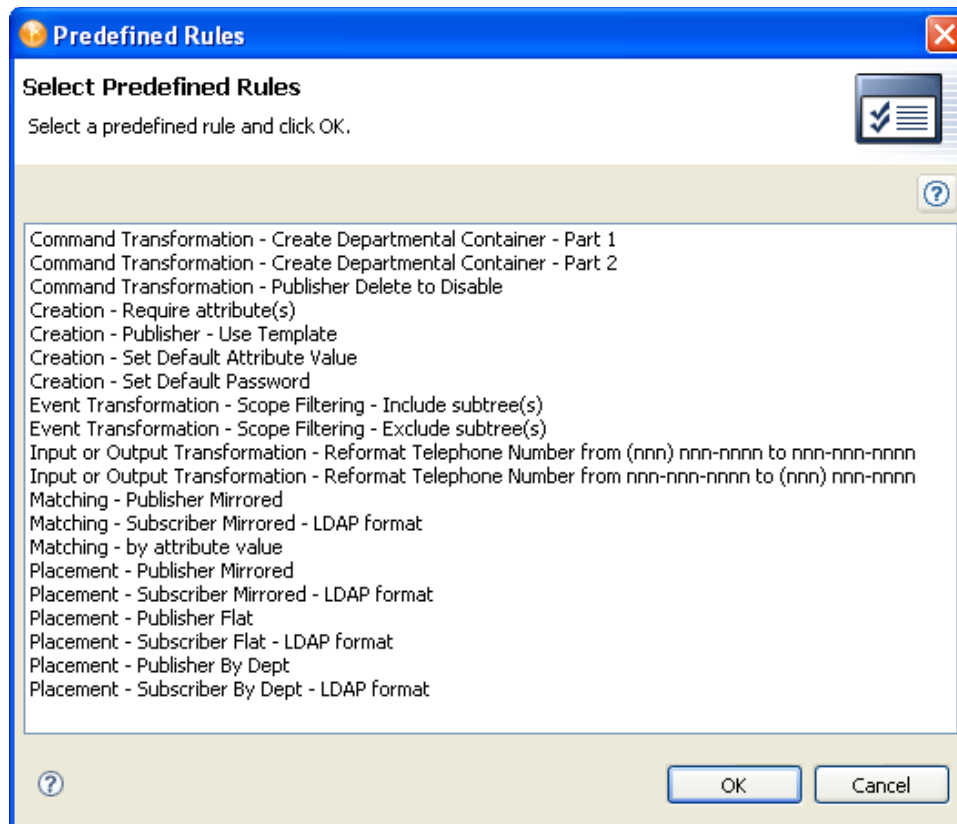 Predefined Rules
Select Predefined Rules
Select a predefined rule and click OK.
Command Transformation - Create Departmental Container - Part 1
Command Transformation - Create Departmental Container - Part 2
Command Transformation - Publisher Delete to Disable
Creation - Require attribute(s)
Creation - Publisher - Use Template
Creation - Set Default Attribute Value
Creation - Set Default Password
Event Transformation - Scope Filtering - Include subtree(s)
Event Transformation - Scope Filtering - Exclude subtree(s)
Input or Output Transformation - Reformat Telephone Number from (nnn) nnn-nnnn to nnn-nnn-nnnn
Input or Output Transformation - Reformat Telephone Number from nnn-nnn-nnnn to (nnn) nnn-nnnn
Matching - Publisher Mirrored
Matching - Subscriber Mirrored - LDAP format
Matching - by attribute value
Placement - Publisher Mirrored
Placement - Subscriber Mirrored - LDAP format
Placement - Publisher Flat
Placement - Subscriber Flat - LDAP format
Placement - Publisher By Dept
Placement - Subscriber By Dept - LDAP format
OK Cancel